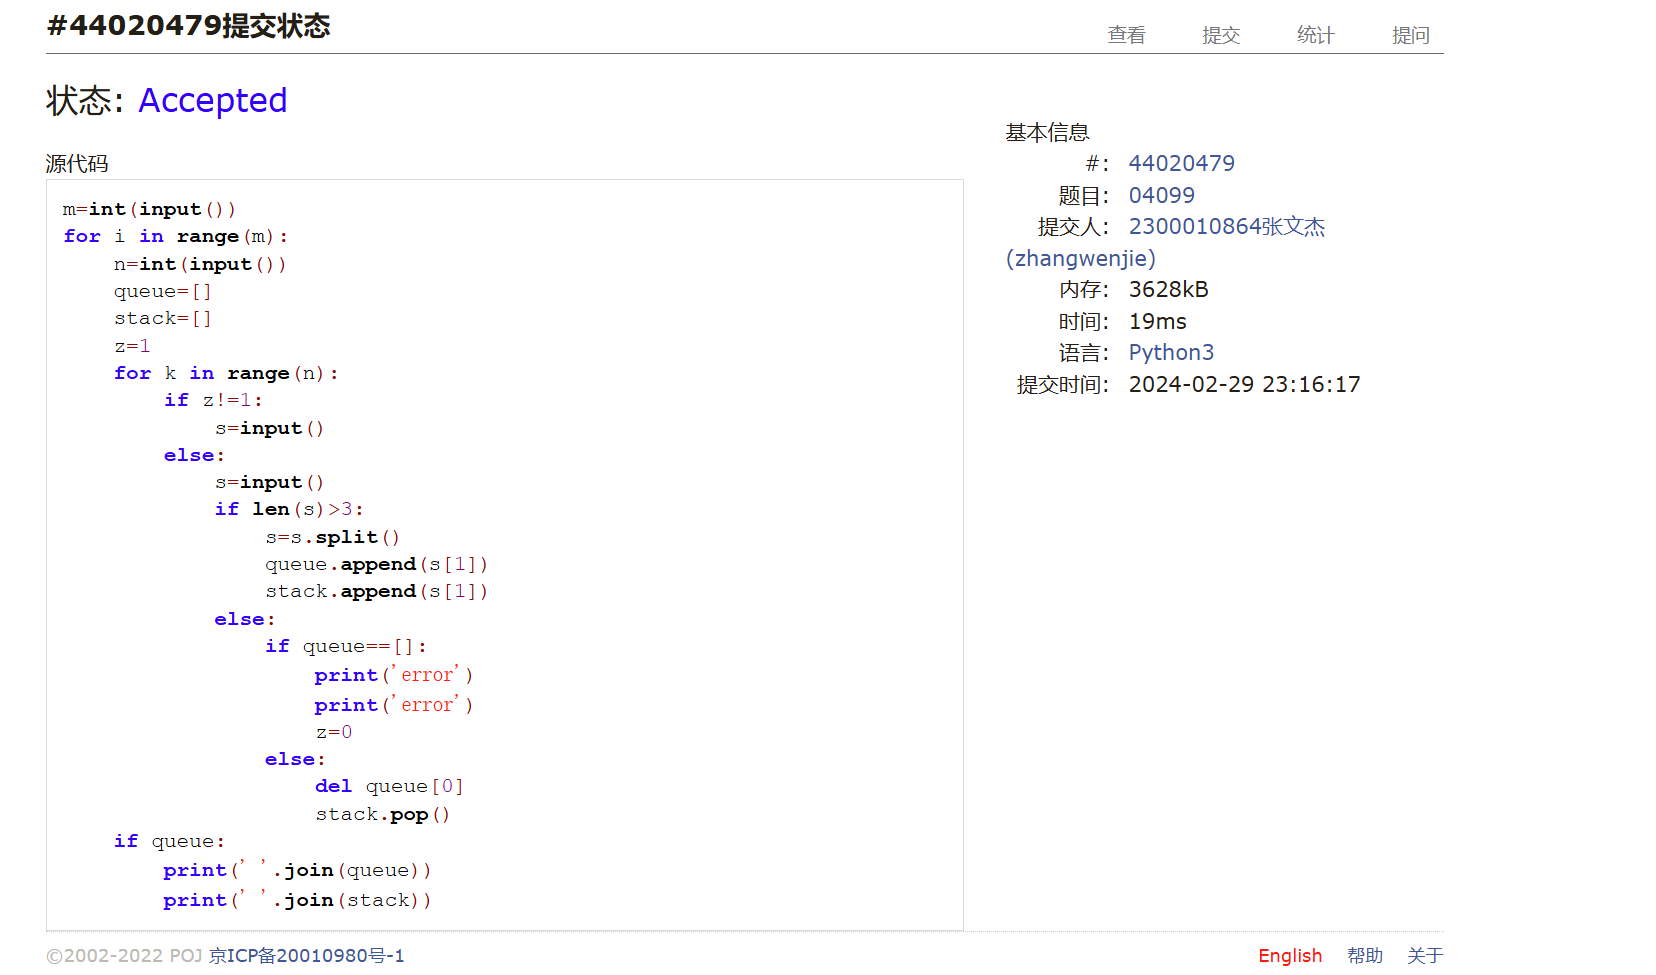 #44020479提交状态
查看 提交 统计 提问
状态: Accepted
源代码
m=int(input())
for i in range(m):
    n=int(input())
    queue=[]
    stack=[]
    z=1
    for k in range(n):
        if z!=1:
            s=input()
        else:
            s=input()
            if len(s)>3:
                s=s.split()
                queue.append(s[1])
                stack.append(s[1])
            else:
                if queue==[]:
                    print('error')
                    print('error')
                    z=0
                else:
                    del queue[0]
                    stack.pop()
    if queue:
        print(' '.join(queue))
        print(' '.join(stack))
基本信息
#: 44020479
题目: 04099
提交人: 2300010864张文杰
(zhangwenjie)
内存: 3628kB
时间: 19ms
语言: Python3
提交时间: 2024-02-29 23:16:17
©2002-2022 POJ 京ICP备20010980号-1
English 帮助 关于